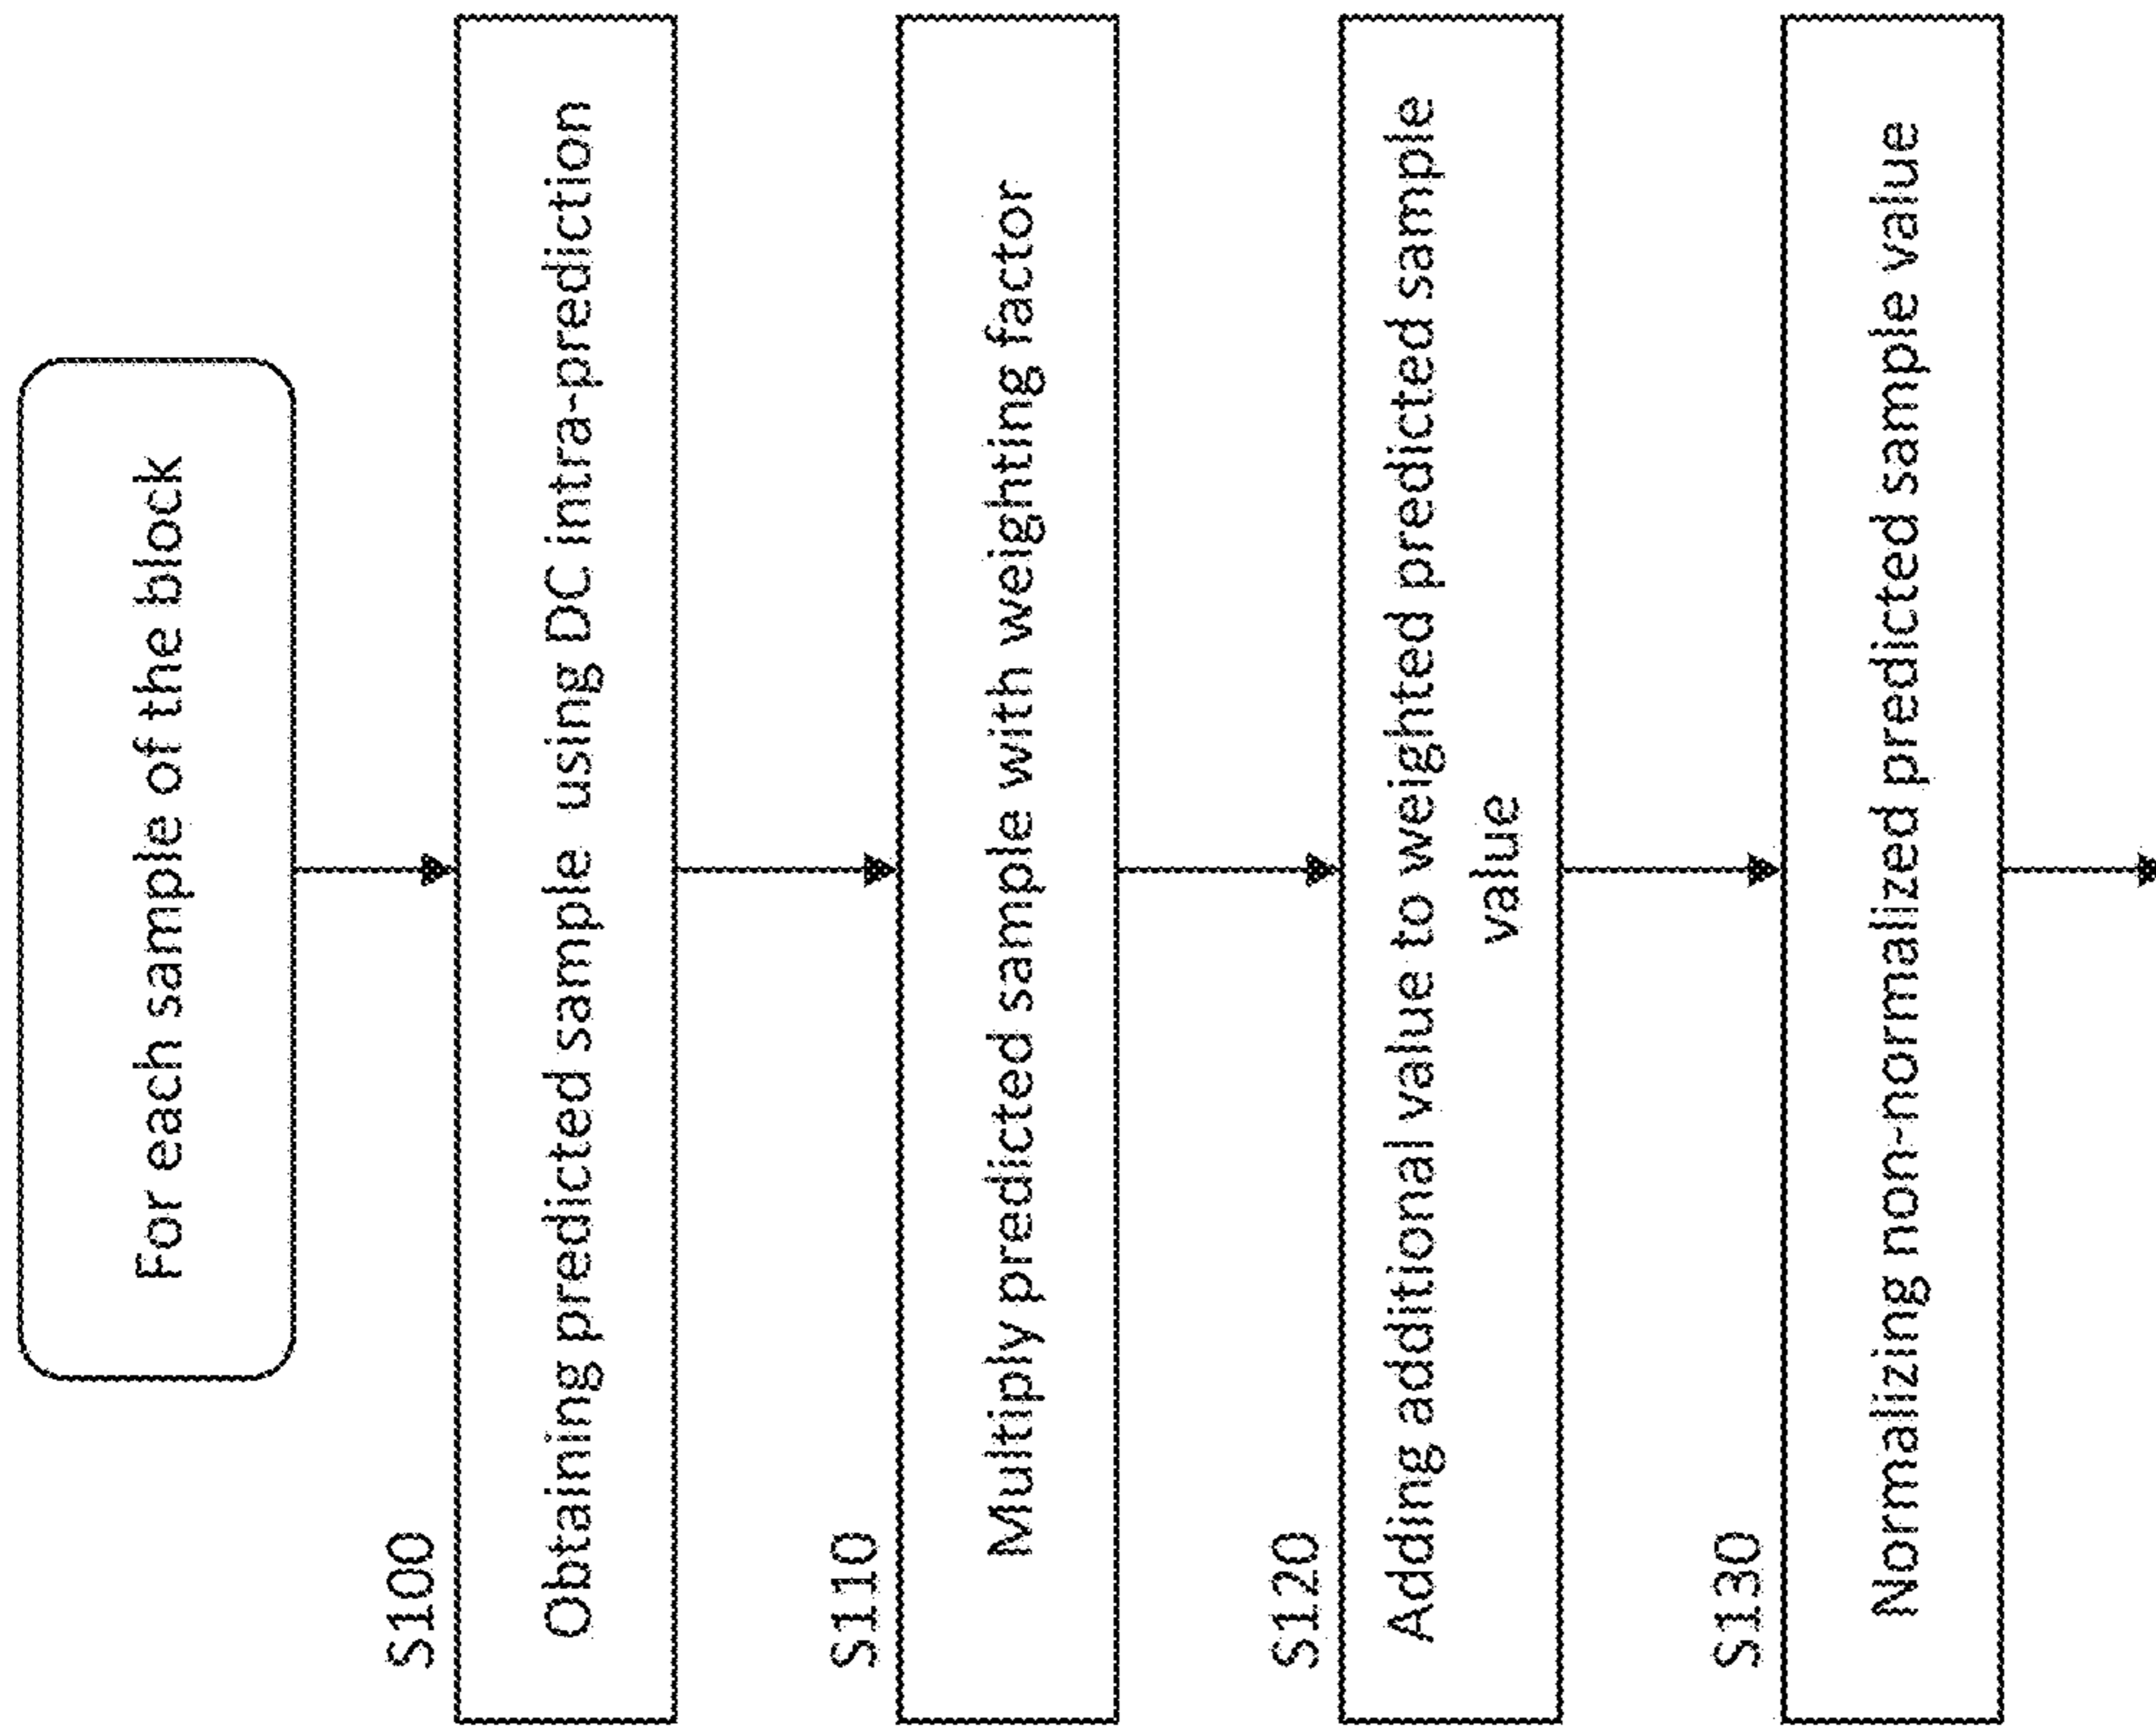 For each sample of the block
S100
Obtaining predicted sample using DC intra-prediction
S110
Multiply predicted sample with weighting factor
S120
Adding additional value to weighted predicted sample
value
S130
Normalizing non-normalized predicted sample value